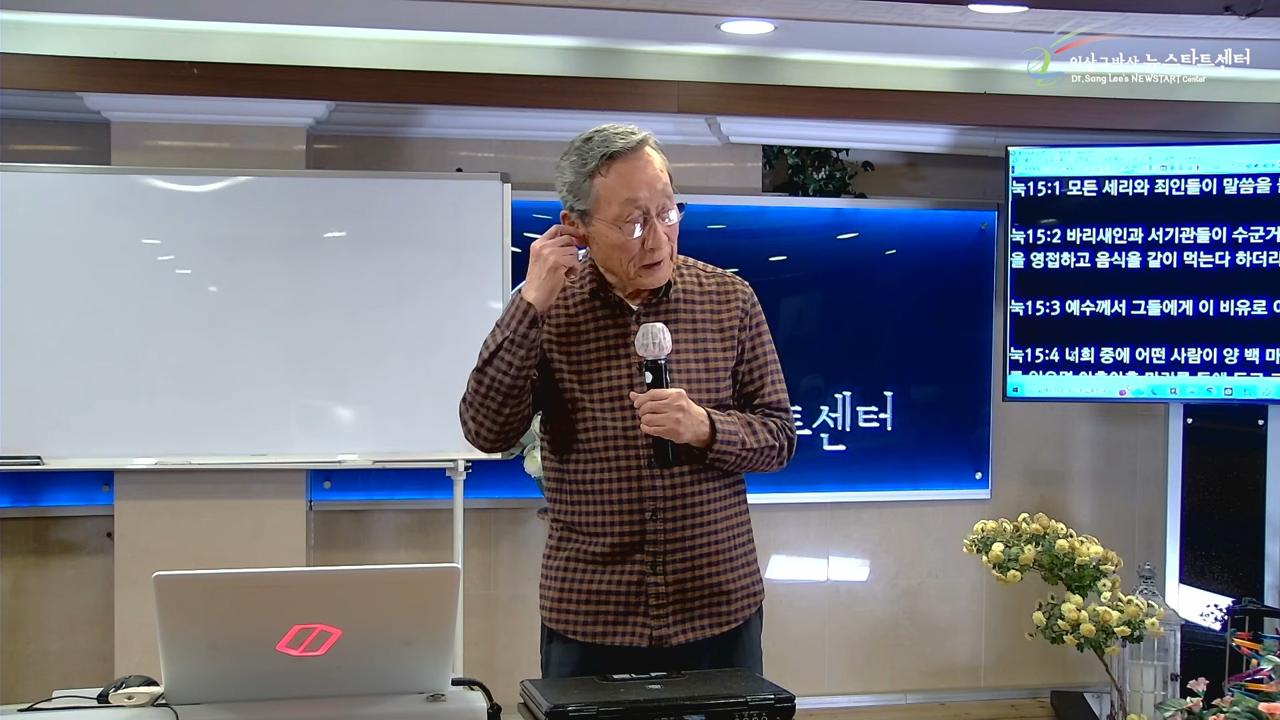 이상구박사 뉴스타트센터
Dr. Sang Lee's NEWSTART Center
눅15:1 모든 세리와 죄인들이 말씀을
눅15:2 바리새인과 서기관들이 수군거
을 영접하고 음식을 같이 먹는다 하더라
눅15:3 예수께서 그들에게 이 비유로
눅15:4 너희 중에 어떤 사람이 양 백 마
트센터